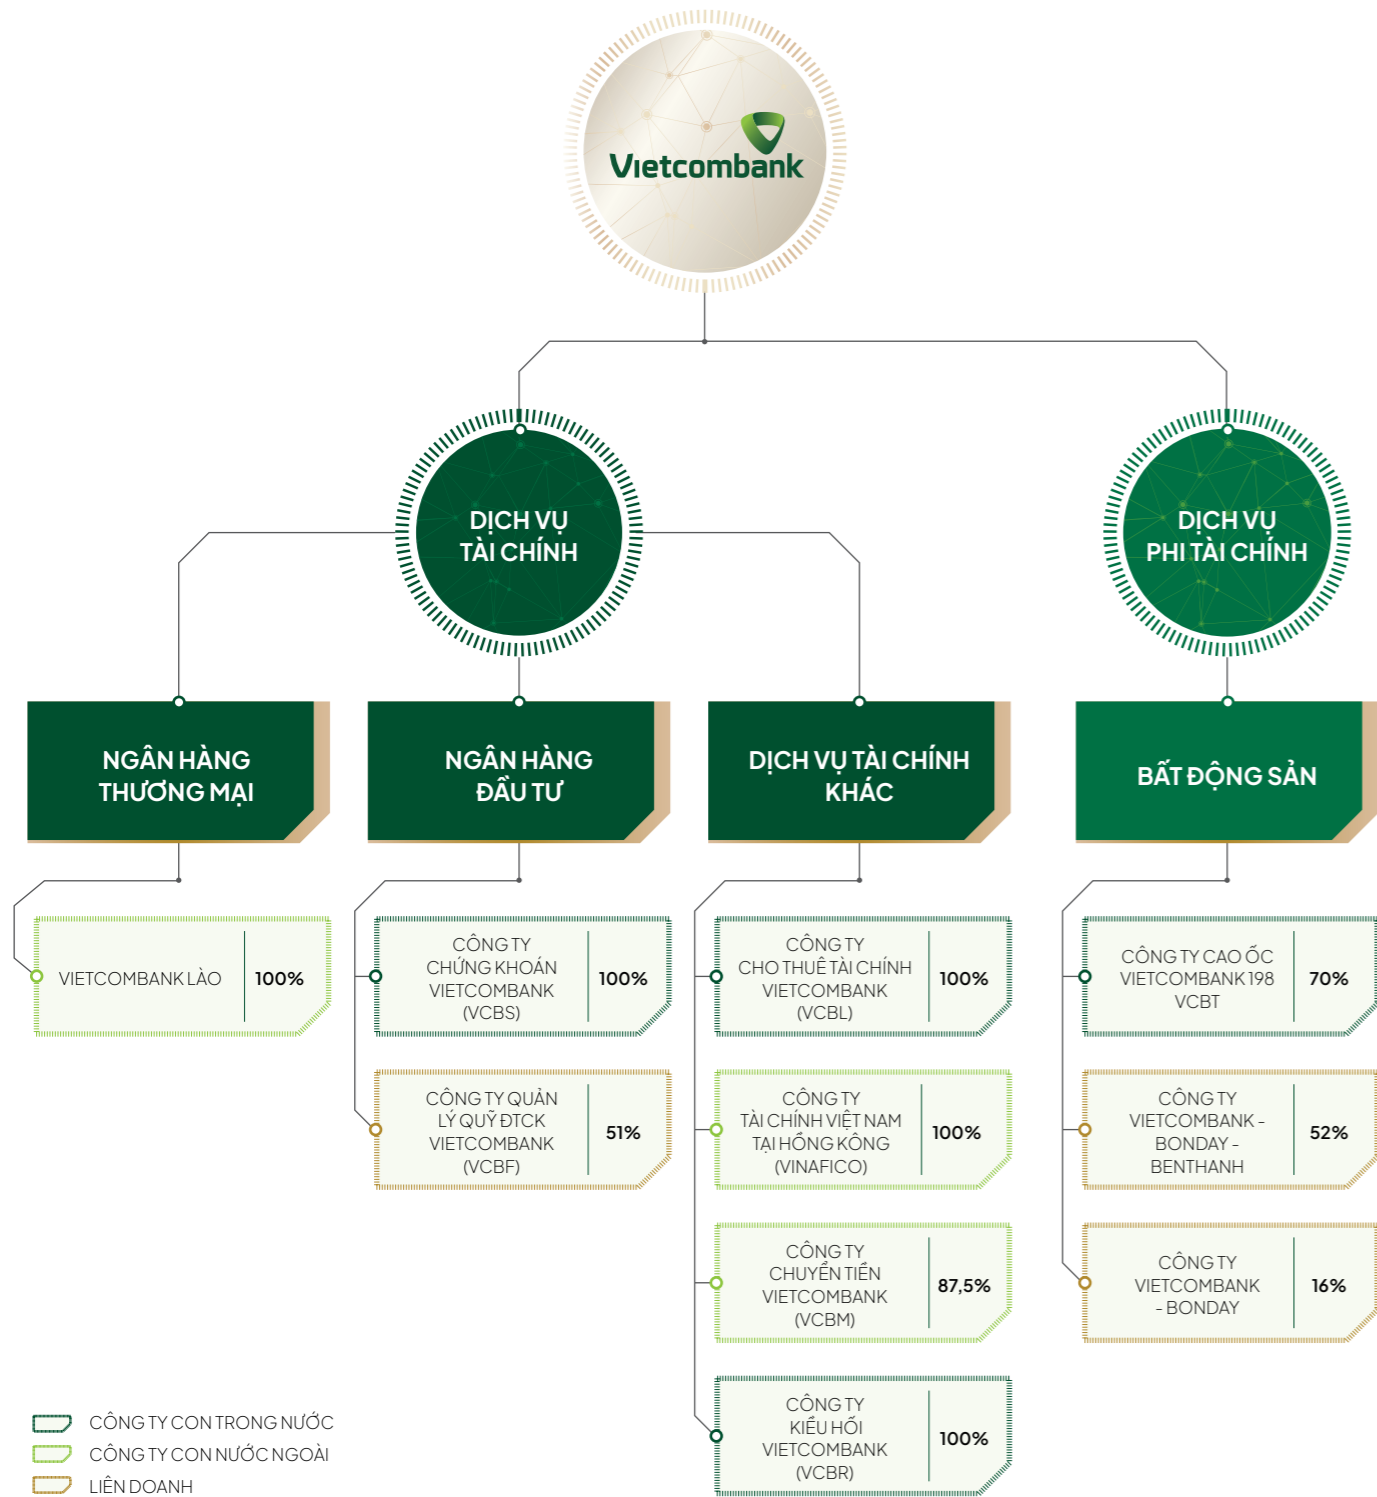 Vietcombank
DỊCH VỤ
TÀI CHÍNH
DỊCH VỤ
PHI TÀI CHÍNH
NGÂN HÀNG
THƯƠNG MẠI
NGÂN HÀNG
ĐẦU TƯ
DỊCH VỤ TÀI CHÍNH
KHÁC
BẤT ĐỘNG SẢN
VIETCOMBANK LÀO
100%
CÔNG TY
CHỨNG KHOÁN
VIETCOMBANK
(VCBS)
100%
CÔNG TY QUẢN
LÝ QUỸ ĐTCK
VIETCOMBANK
(VCBF)
51%
CÔNG TY
CHO THUÊ TÀI CHÍNH
VIETCOMBANK
(VCBL)
100%
CÔNG TY
TÀI CHÍNH VIỆT NAM
TẠI HỒNG KÔNG
(VINAFICO)
100%
CÔNG TY
CHUYỂN TIỀN
VIETCOMBANK
(VCBM)
87,5%
CÔNG TY
KIỀU HỐI
VIETCOMBANK
(VCBR)
100%
CÔNG TY CAO ỐC
VIETCOMBANK 198
VCBT
70%
CÔNG TY
VIETCOMBANK -
BONDAY -
BENTHANH
52%
CÔNG TY
VIETCOMBANK
- BONDAY
16%
CÔNG TY CON TRONG NƯỚC
CÔNG TY CON NƯỚC NGOÀI
LIÊN DOANH